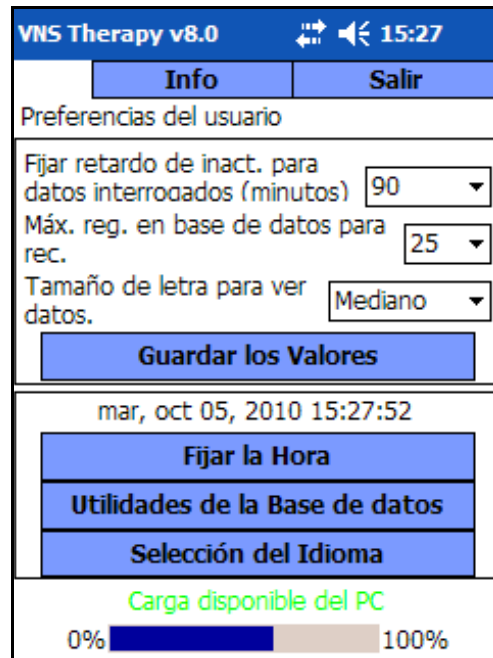 VNS Therapy v8.0 15:27
Info Salir
Preferencias del usuario
Fijar retardo de inact. para
datos interrogados (minutos) 90
Máx. reg. en base de datos para
rec. 25
Tamaño de letra para ver
datos. Mediano
Guardar los Valores
mar, oct 05, 2010 15:27:52
Fijar la Hora
Utilidades de la Base de datos
Selección del Idioma
Carga disponible del PC
0% 100%